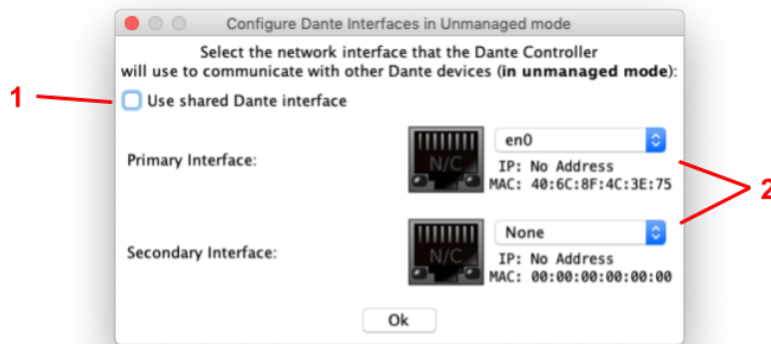 Configure Dante Interfaces in Unmanaged mode
Select the network interface that the Dante Controller
will use to communicate with other Dante devices (in unmanaged mode):
1
Use shared Dante interface
Primary Interface:
N/C
en0
IP: No Address
MAC: 40:6C:8F:4C:3E:75
2
Secondary Interface:
N/C
None
IP: No Address
MAC: 00:00:00:00:00:00
Ok